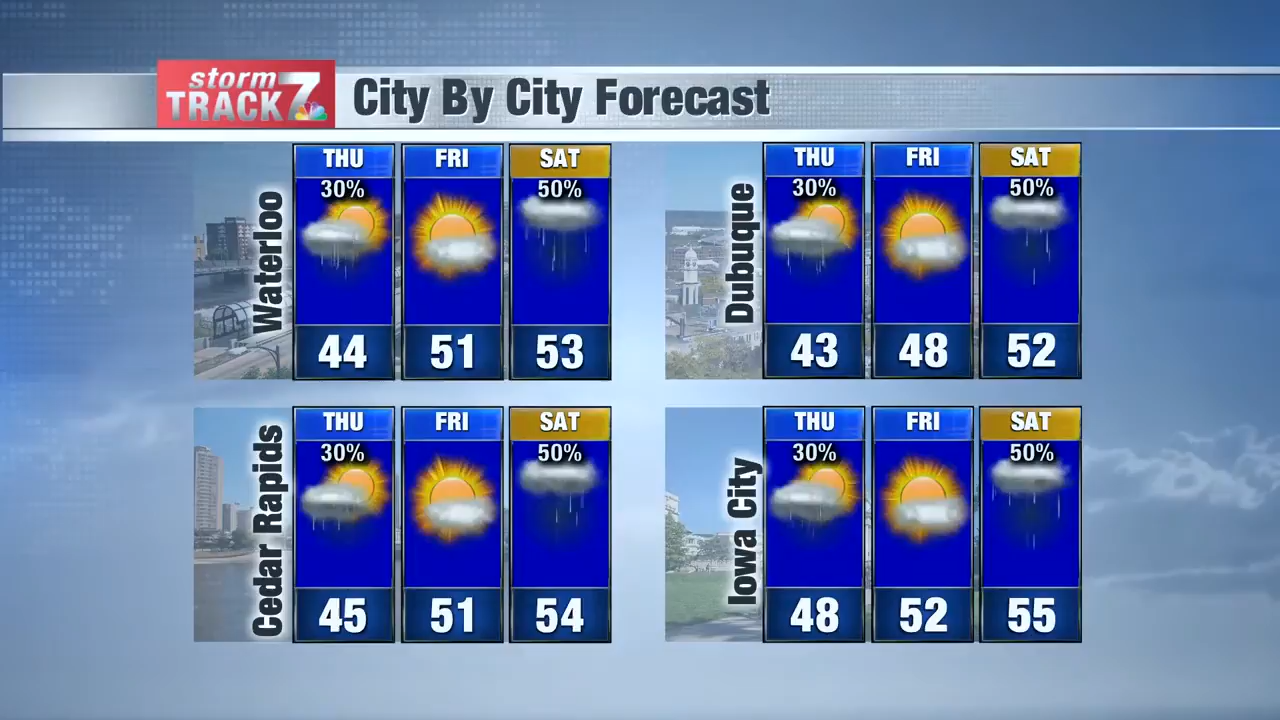 storm
TRACK 7
City By City Forecast
Waterloo
THU FRI SAT
30% 50%
44 51 53
Dubuque
THU FRI SAT
30% 50%
43 48 52
Cedar Rapids
THU FRI SAT
30% 50%
45 51 54
Iowa City
THU FRI SAT
30% 50%
48 52 55